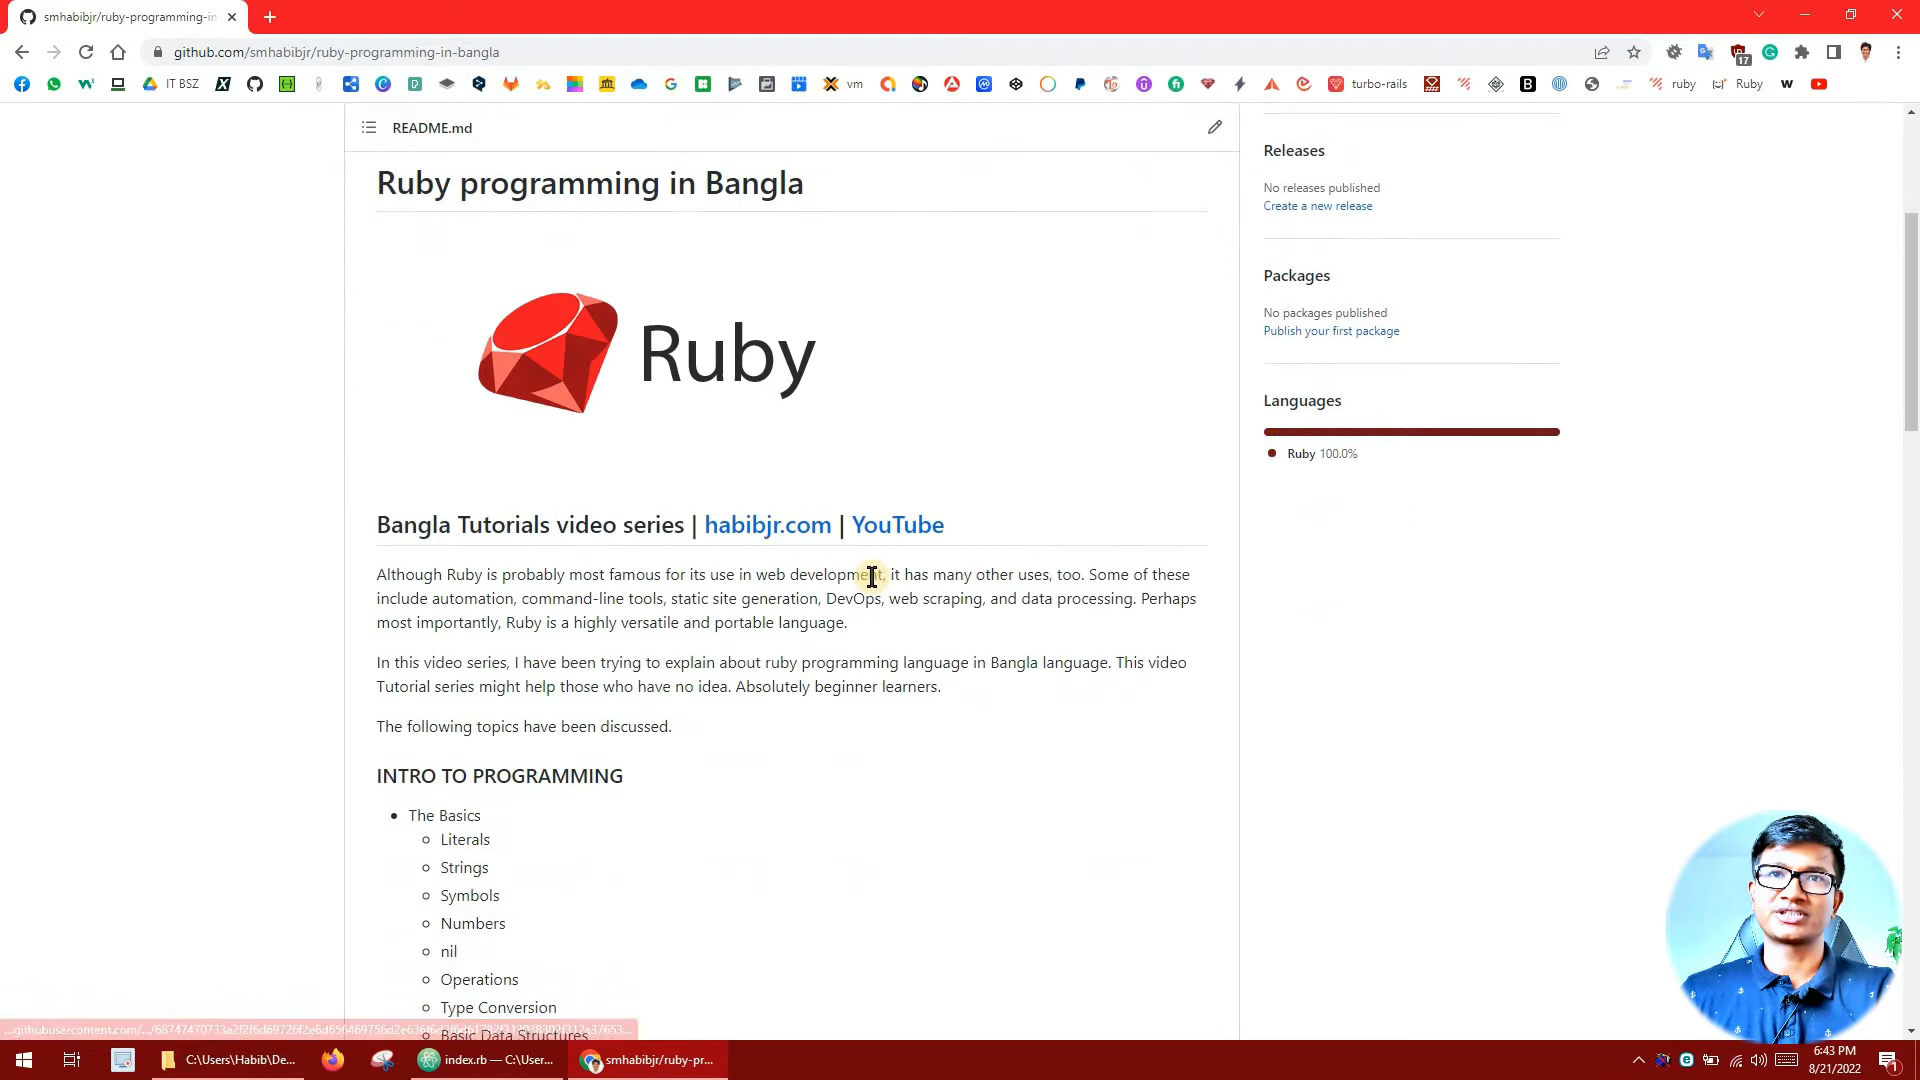 smhabibjr/ruby-programming-in
github.com/smhabibjr/ruby-programming-in-bangla
17
IT BSZ
vm
turbo-rails
ruby
Ruby
README.md
Ruby programming in Bangla
Ruby
Bangla Tutorials video series | habibjr.com | YouTube
Although Ruby is probably most famous for its use in web development, it has many other uses, too. Some of these
include automation, command-line tools, static site generation, DevOps, web scraping, and data processing. Perhaps
most importantly, Ruby is a highly versatile and portable language.
In this video series, I have been trying to explain about ruby programming language in Bangla language. This video
Tutorial series might help those who have no idea. Absolutely beginner learners.
The following topics have been discussed.
INTRO TO PROGRAMMING
The Basics
Literals
Strings
Symbols
Numbers
nil
Operations
Type Conversion
Basic Data Structures
Releases
No releases published
Create a new release
Packages
No packages published
Publish your first package
Languages
Ruby 100.0%
C:\Users\Habib\De...
index.rb — C:\User...
smhabibjr/ruby-pr...
6:43 PM
8/21/2022
1